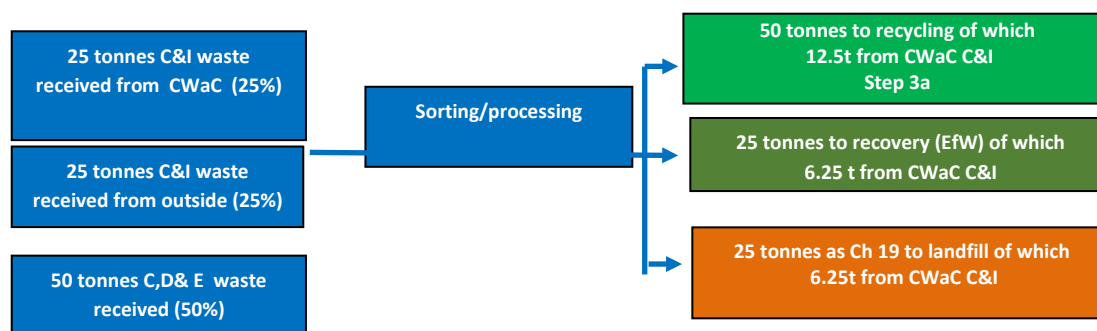 25 tonnes C&I waste
received from CWaC (25%)
25 tonnes C&I waste
received from outside (25%)
50 tonnes C,D& E waste
received (50%)
Sorting/processing
50 tonnes to recycling of which
12.5t from CWaC C&I
Step 3a
25 tonnes to recovery (EfW) of which
6.25 t from CWaC C&I
25 tonnes as Ch 19 to landfill of which
6.25t from CWaC C&I